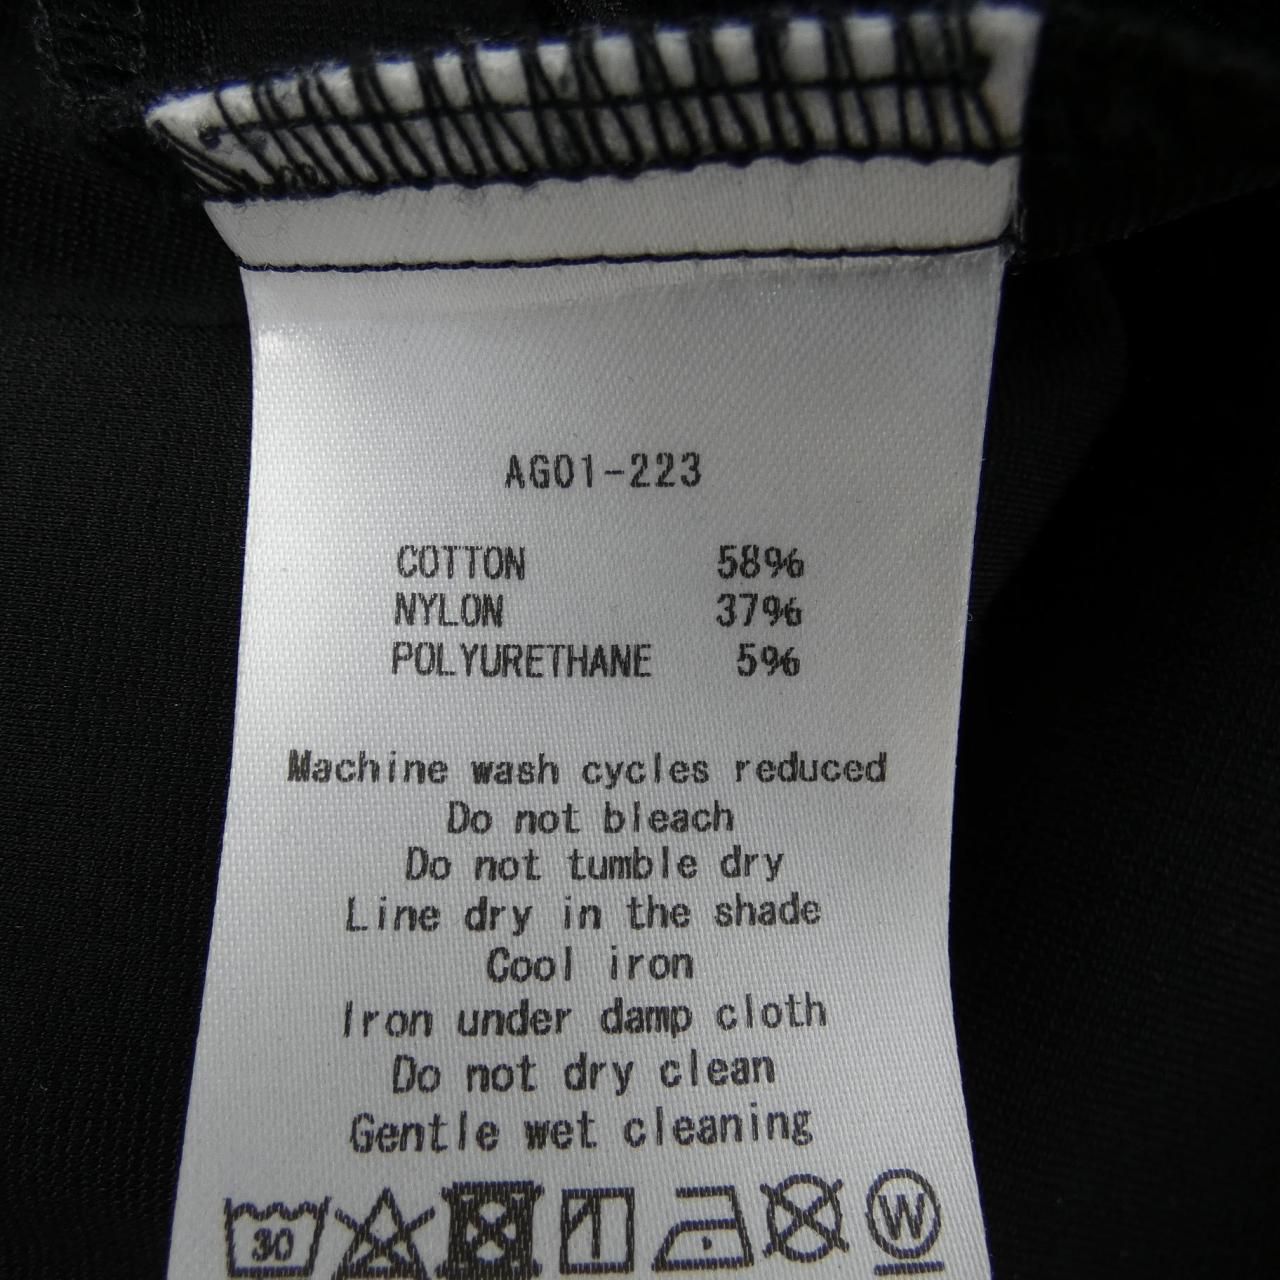 AG01-223
COTTON 58%
NYLON 37%
POLYURETHANE 5%
Machine wash cycles reduced
Do not bleach
Do not tumble dry
Line dry in the shade
Cool iron
Iron under damp cloth
Do not dry clean
Gentle wet cleaning
30 W